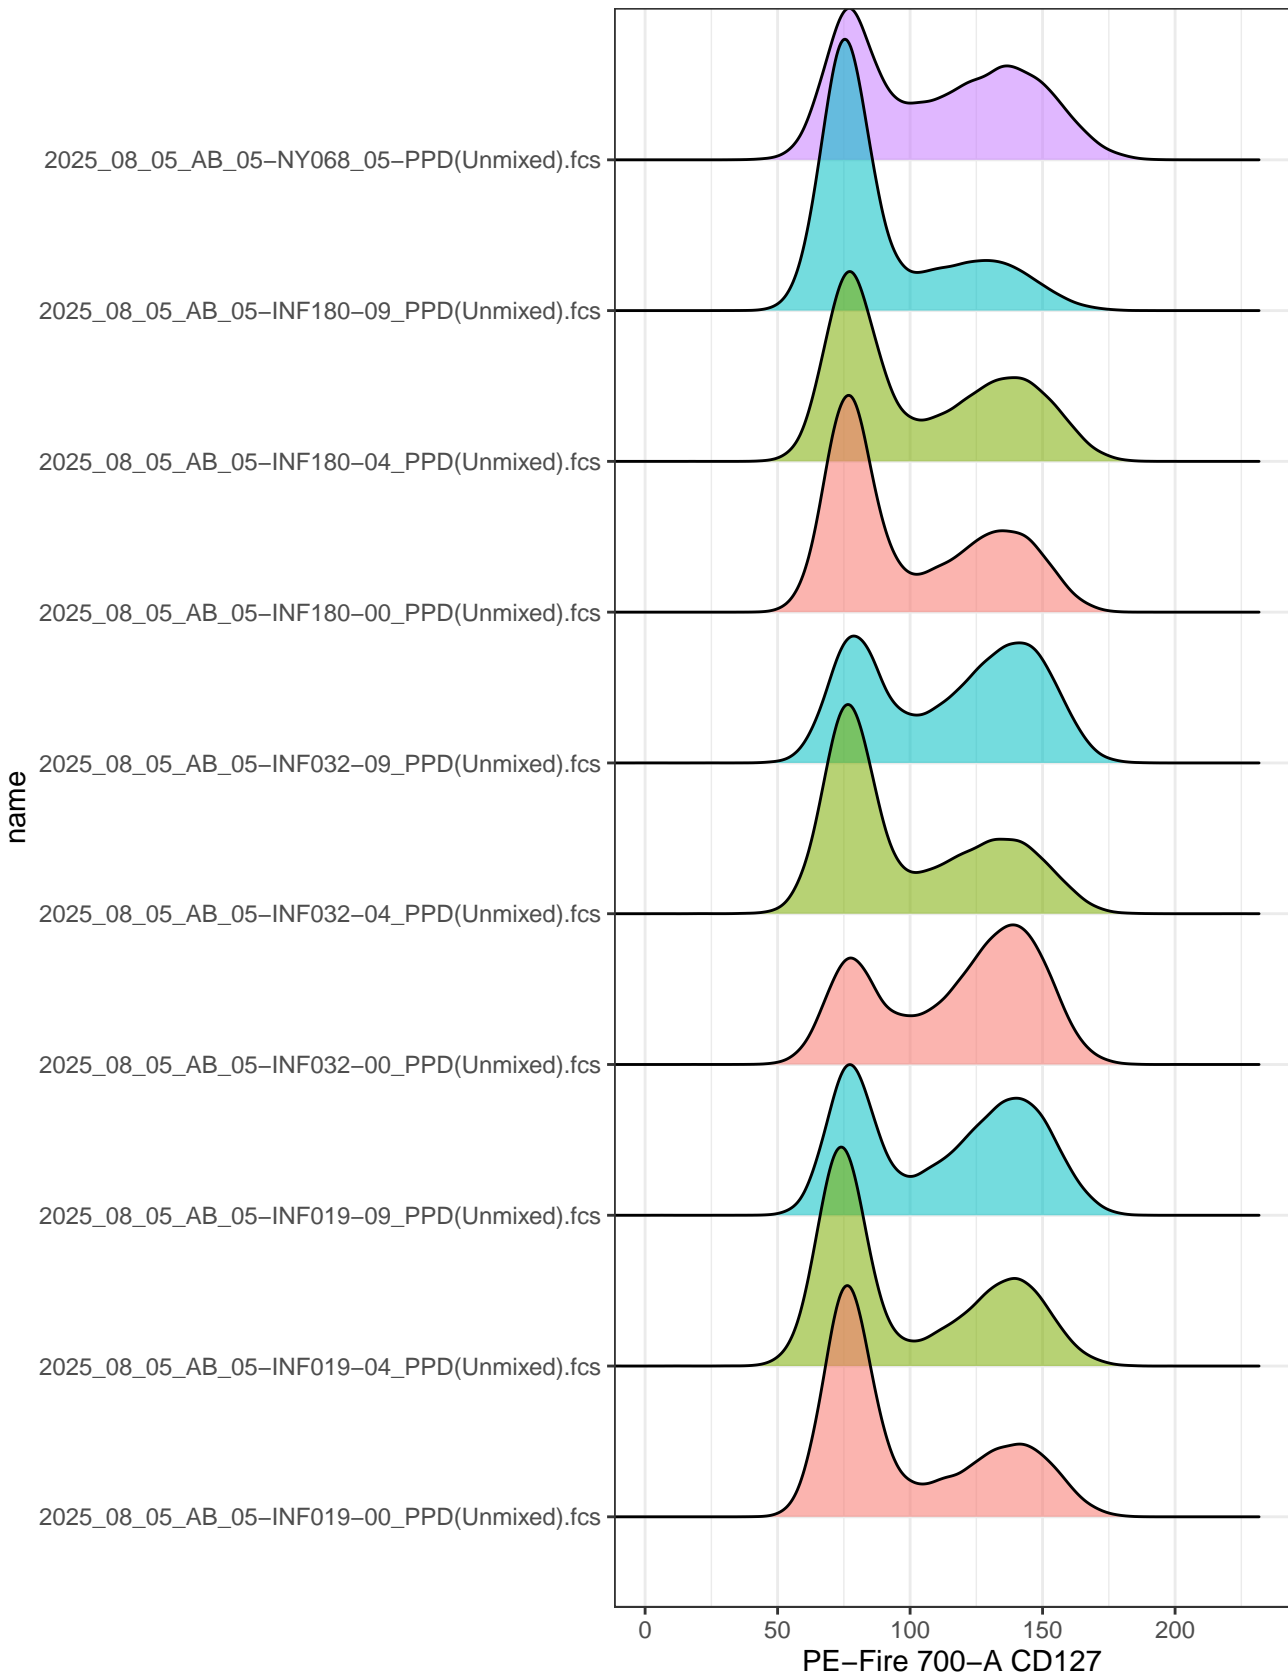 name
2025_08_05_AB_05−NY068_05−PPD(Unmixed).fcs
2025_08_05_AB_05−INF180−09_PPD(Unmixed).fcs
2025_08_05_AB_05−INF180−04_PPD(Unmixed).fcs
2025_08_05_AB_05−INF180−00_PPD(Unmixed).fcs
2025_08_05_AB_05−INF032−09_PPD(Unmixed).fcs
2025_08_05_AB_05−INF032−04_PPD(Unmixed).fcs
2025_08_05_AB_05−INF032−00_PPD(Unmixed).fcs
2025_08_05_AB_05−INF019−09_PPD(Unmixed).fcs
2025_08_05_AB_05−INF019−04_PPD(Unmixed).fcs
2025_08_05_AB_05−INF019−00_PPD(Unmixed).fcs
0 50 100 150 200
PE−Fire 700−A CD127